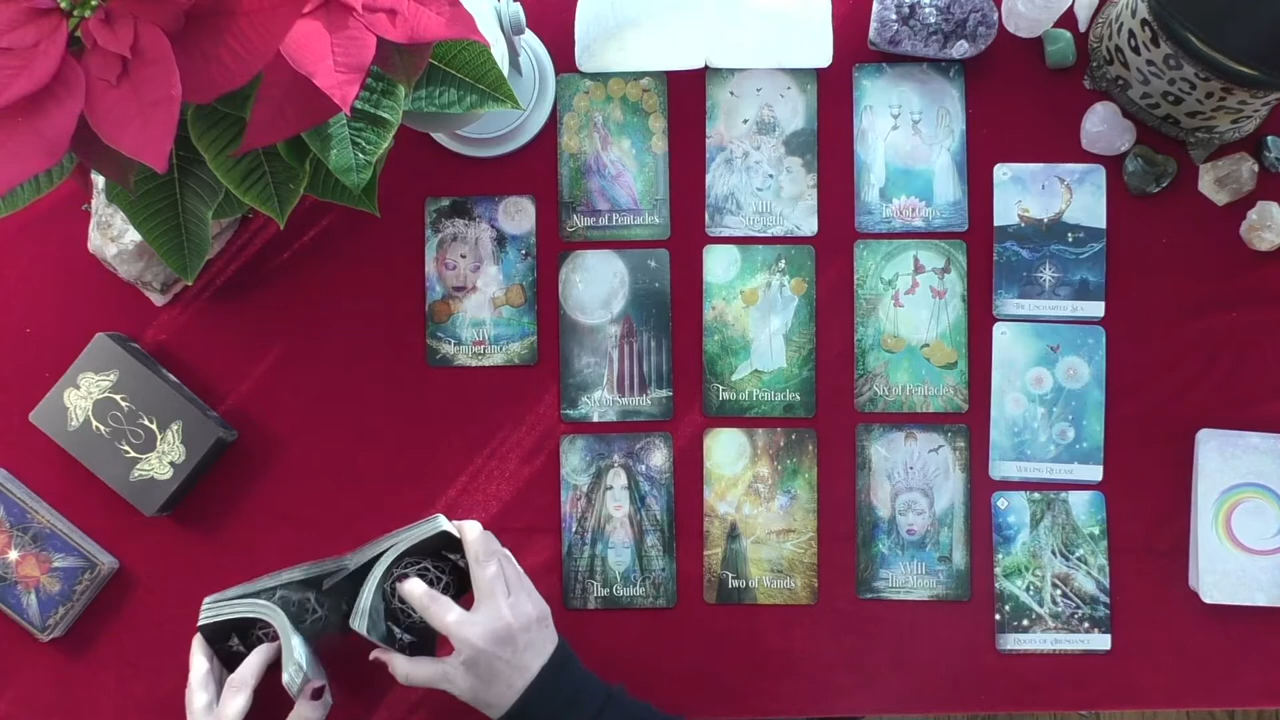 Nine of Pentacles
VIII
Strength
Two of Cups
XIV
Temperance
Six of Swords
Two of Pentacles
Six of Pentacles
The Uncharted Sea
Willing Release
V
The Guide
Two of Wands
XVIII
The Moon
Roots of Abundance